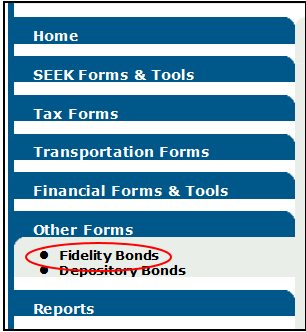 Home
SEEK Forms & Tools
Tax Forms
Transportation Forms
Financial Forms & Tools
Other Forms
Fidelity Bonds
Depository Bonds
Reports